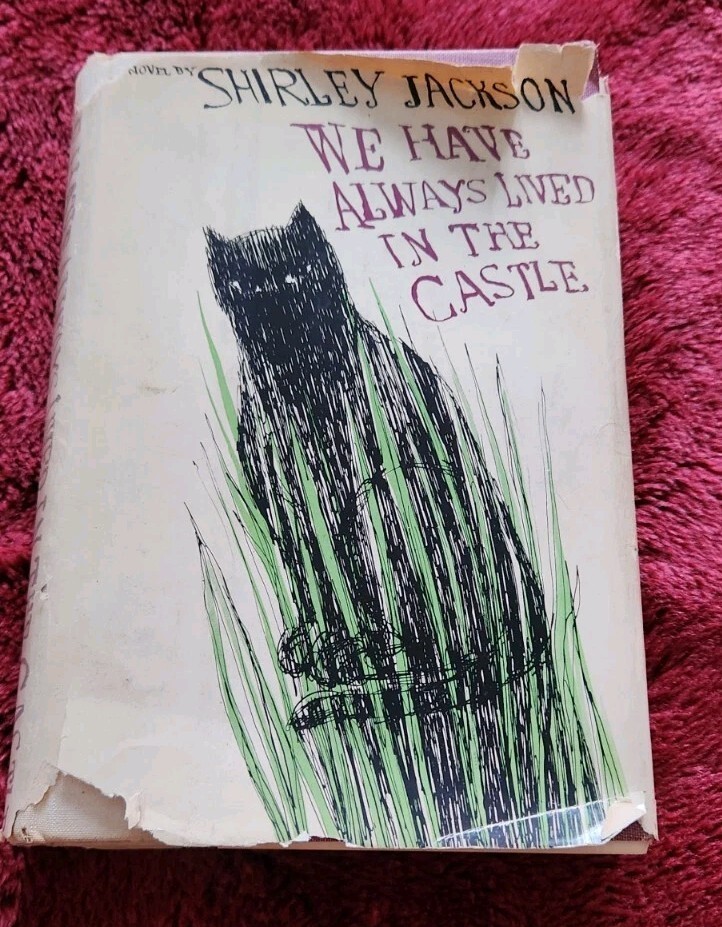 NOVEL BY SHIRLEY JACKSON
WE HAVE
ALWAYS LIVED
IN THE
CASTLE